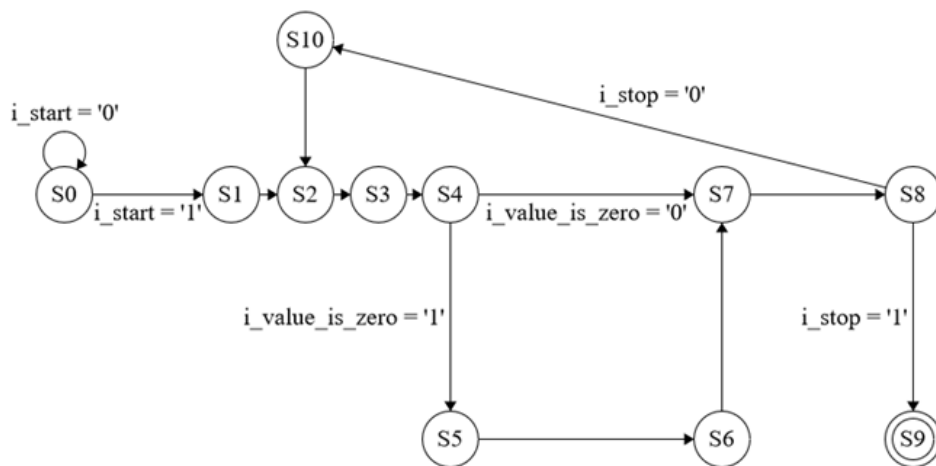 S10
i_stop = '0'
i_start = '0'
S0
S1
S2
S3
S4
S7
S8
i_start = '1'
i_value_is_zero = '0'
i_value_is_zero = '1'
i_stop = '1'
S5
S6
S9